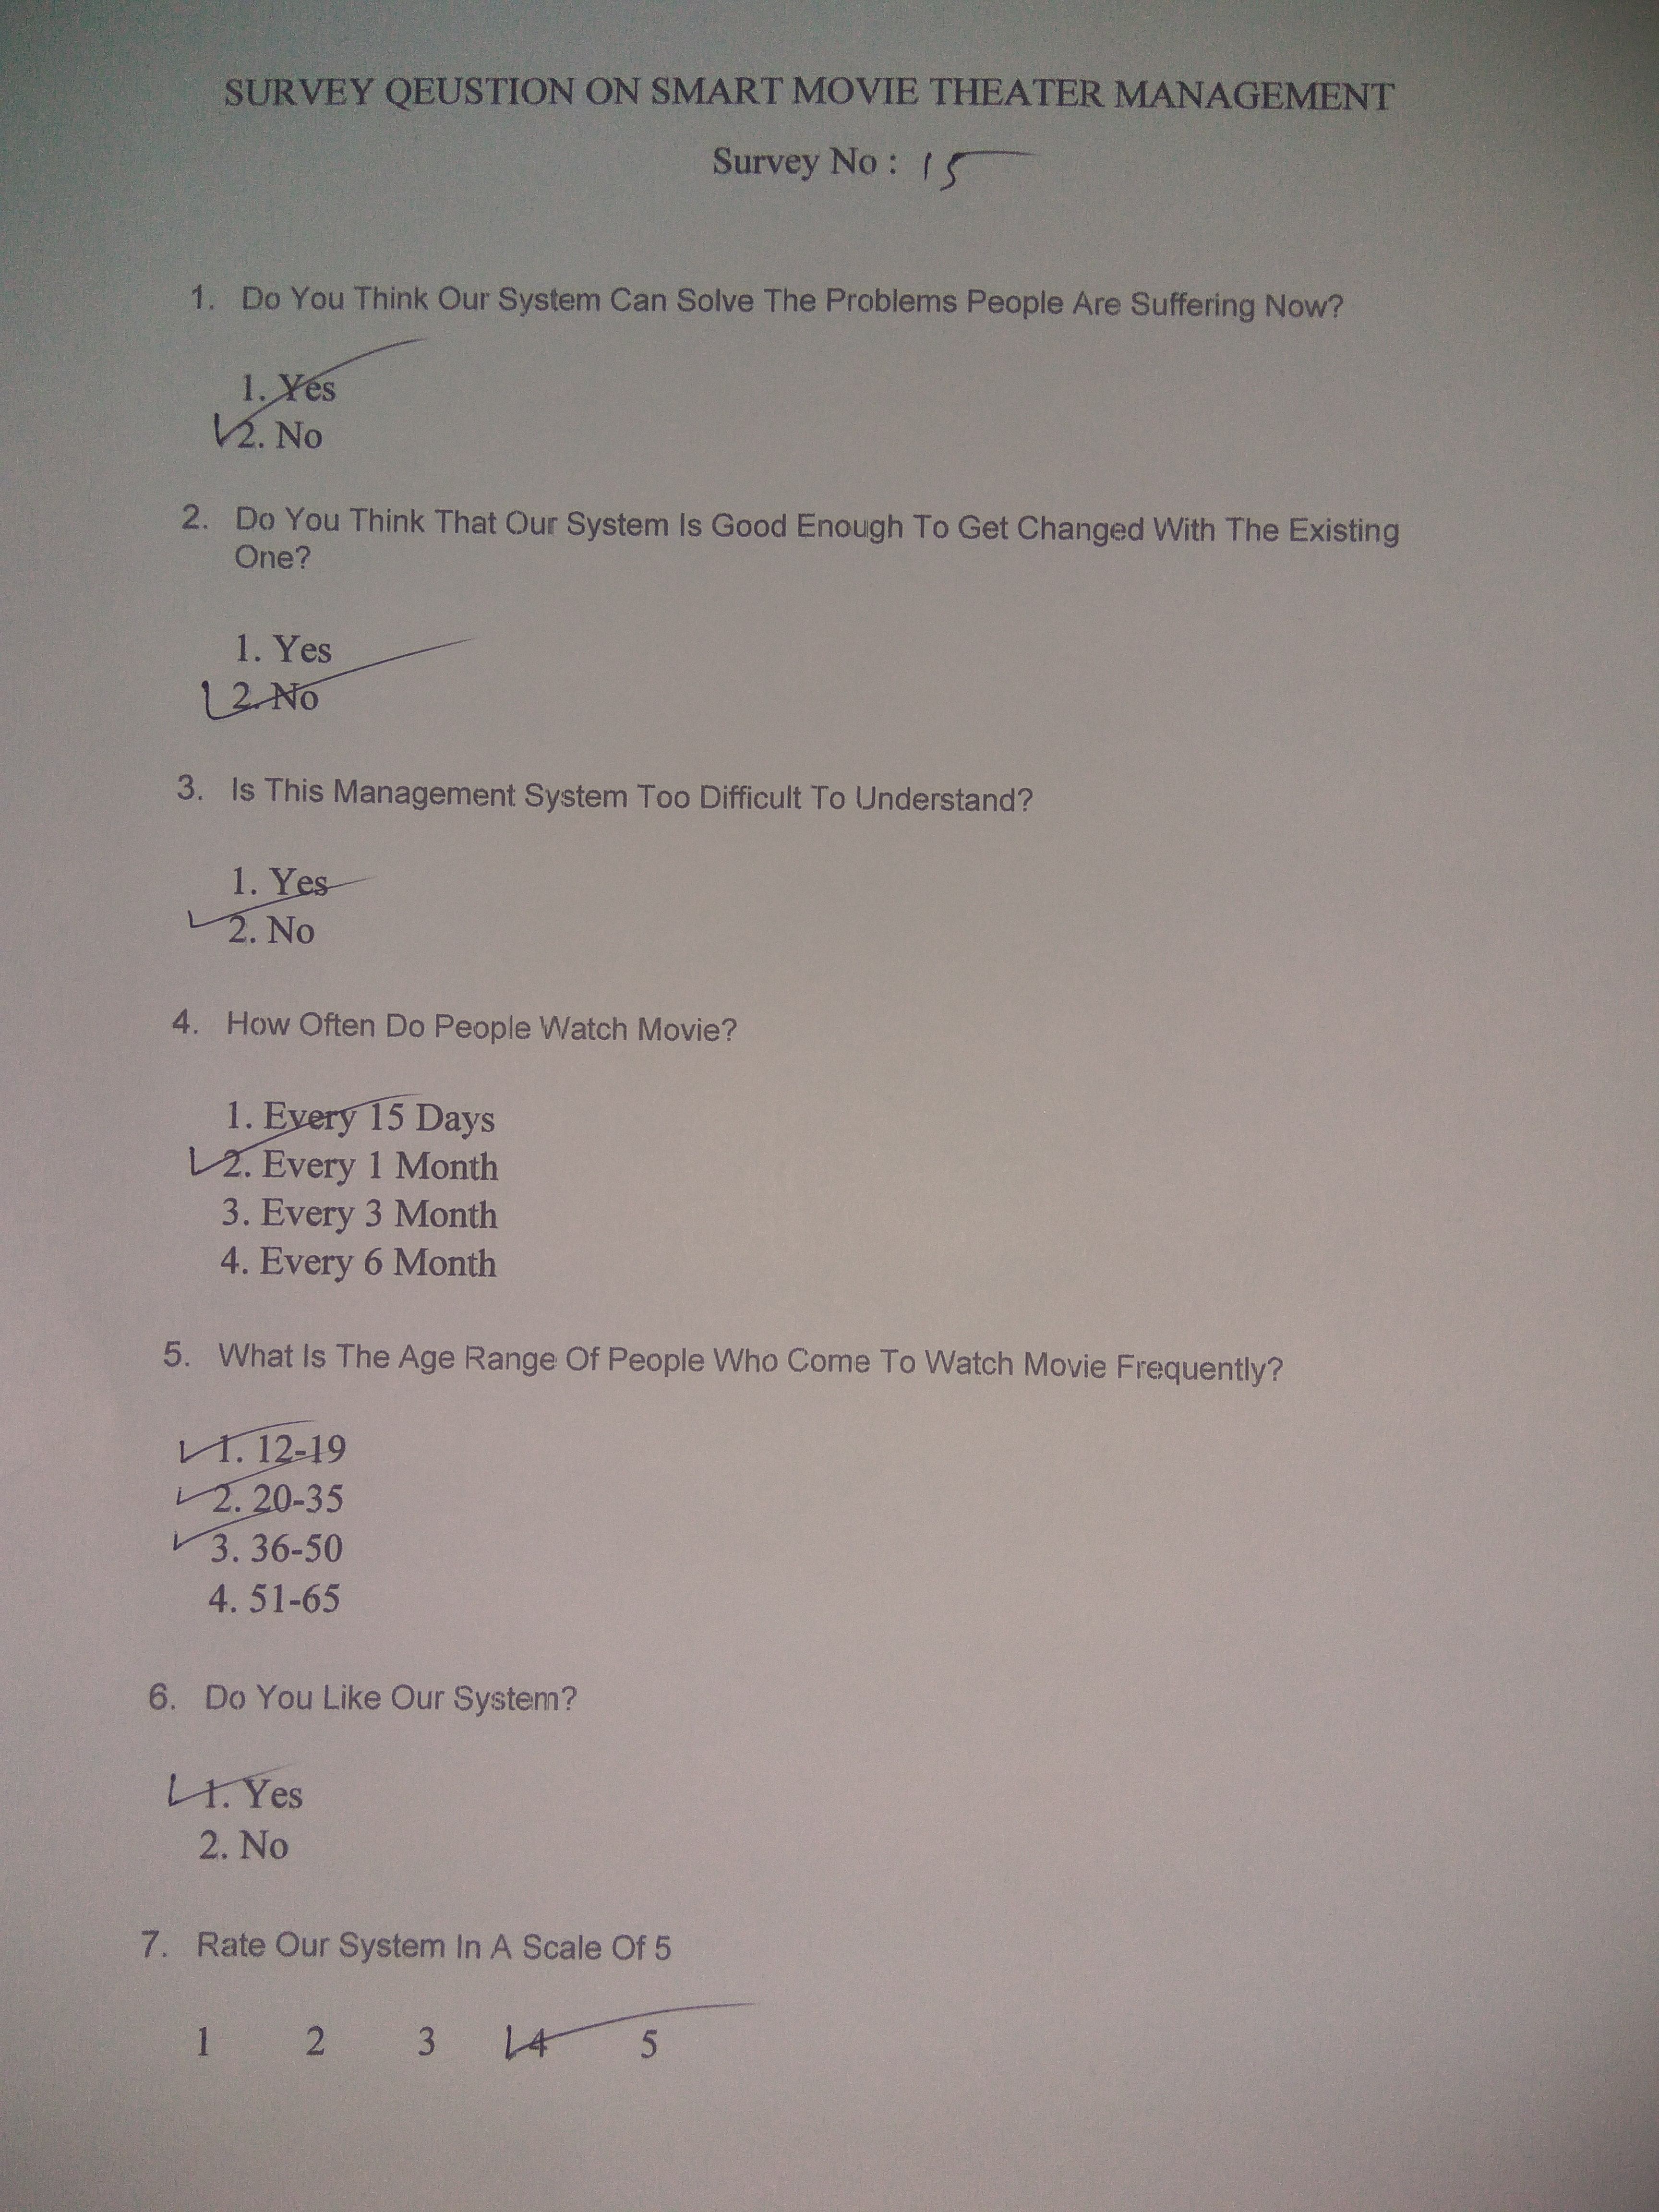 SURVEY QEUSTION ON SMART MOVIE THEATER MANAGEMENT
Survey No : 15
1. Do You Think Our System Can Solve The Problems People Are Suffering Now?
1. Yes
2. No
2. Do You Think That Our System Is Good Enough To Get Changed With The Existing
One?
1. Yes
2. No
3. Is This Management System Too Difficult To Understand?
1. Yes
2. No
4. How Often Do People Watch Movie?
1. Every 15 Days
2. Every 1 Month
3. Every 3 Month
4. Every 6 Month
5. What Is The Age Range Of People Who Come To Watch Movie Frequently?
1. 12-19
2. 20-35
3. 36-50
4. 51-65
6. Do You Like Our System?
1. Yes
2. No
7. Rate Our System In A Scale Of 5
1 2 3 4 5